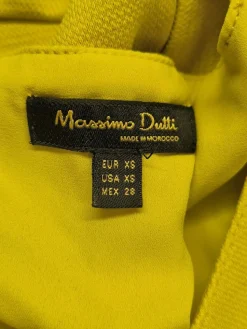 Massimo Dutti
MADE IN MOROCCO
EUR XS
USA XS
MEX 28